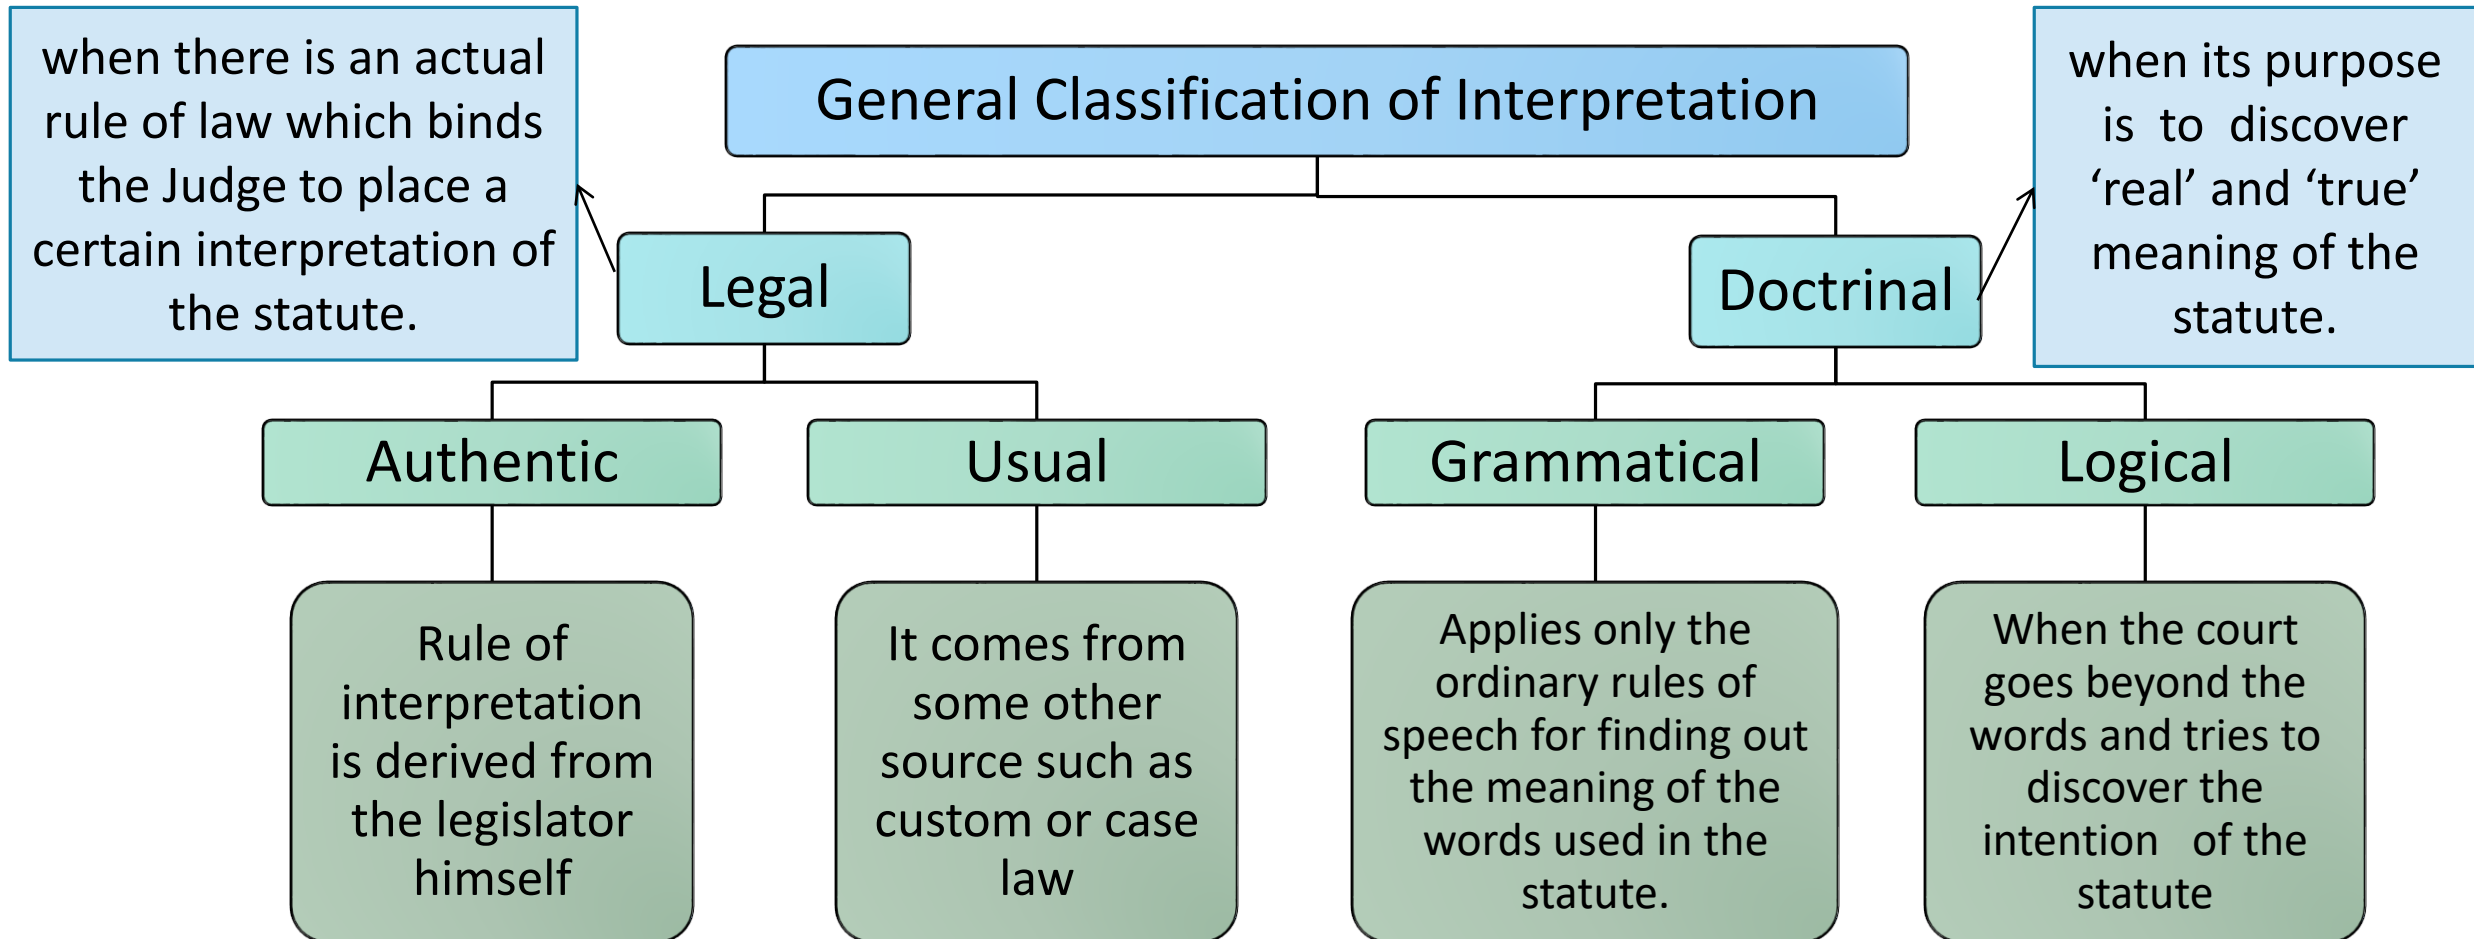 when there is an actual
rule of law which binds
the Judge to place a
certain interpretation of
the statute.
General Classification of Interpretation
when its purpose
is to discover
‘real’ and ‘true’
meaning of the
statute.
Legal
Doctrinal
Authentic
Usual
Grammatical
Logical
Rule of
interpretation
is derived from
the legislator
himself
It comes from
some other
source such as
custom or case
law
Applies only the
ordinary rules of
speech for finding out
the meaning of the
words used in the
statute.
When the court
goes beyond the
words and tries to
discover the
intention of the
statute